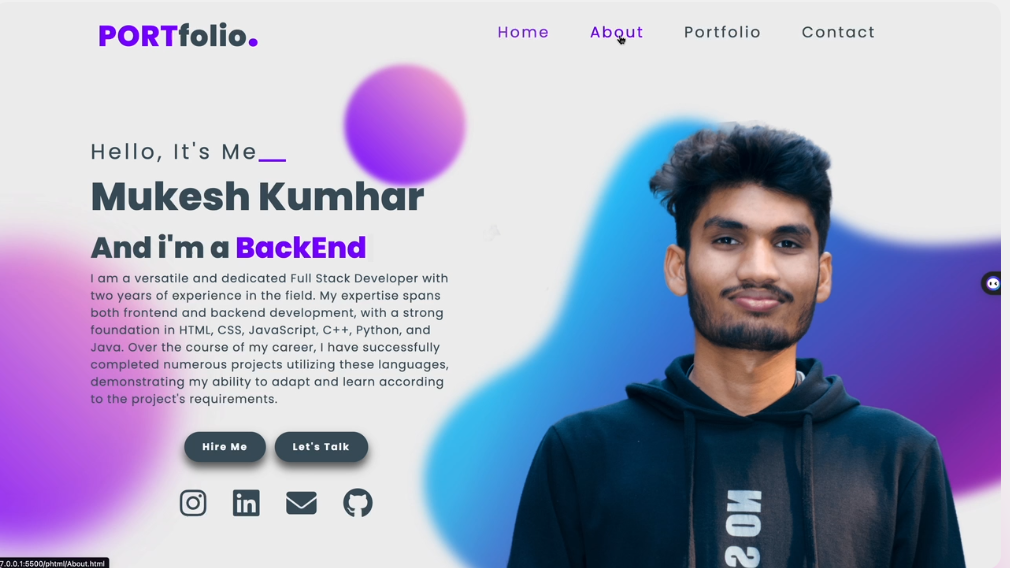 PORTfolio.
Home About Portfolio Contact
Hello, It's Me__
Mukesh Kumhar
And i'm a BackEnd
I am a versatile and dedicated Full Stack Developer with
two years of experience in the field. My expertise spans
both frontend and backend development, with a strong
foundation in HTML, CSS, JavaScript, C++, Python, and
Java. Over the course of my career, I have successfully
completed numerous projects utilizing these languages,
demonstrating my ability to adapt and learn according
to the project's requirements.
Hire Me Let's Talk
in
NO S
7.0.0.1:5500/phtml/About.html